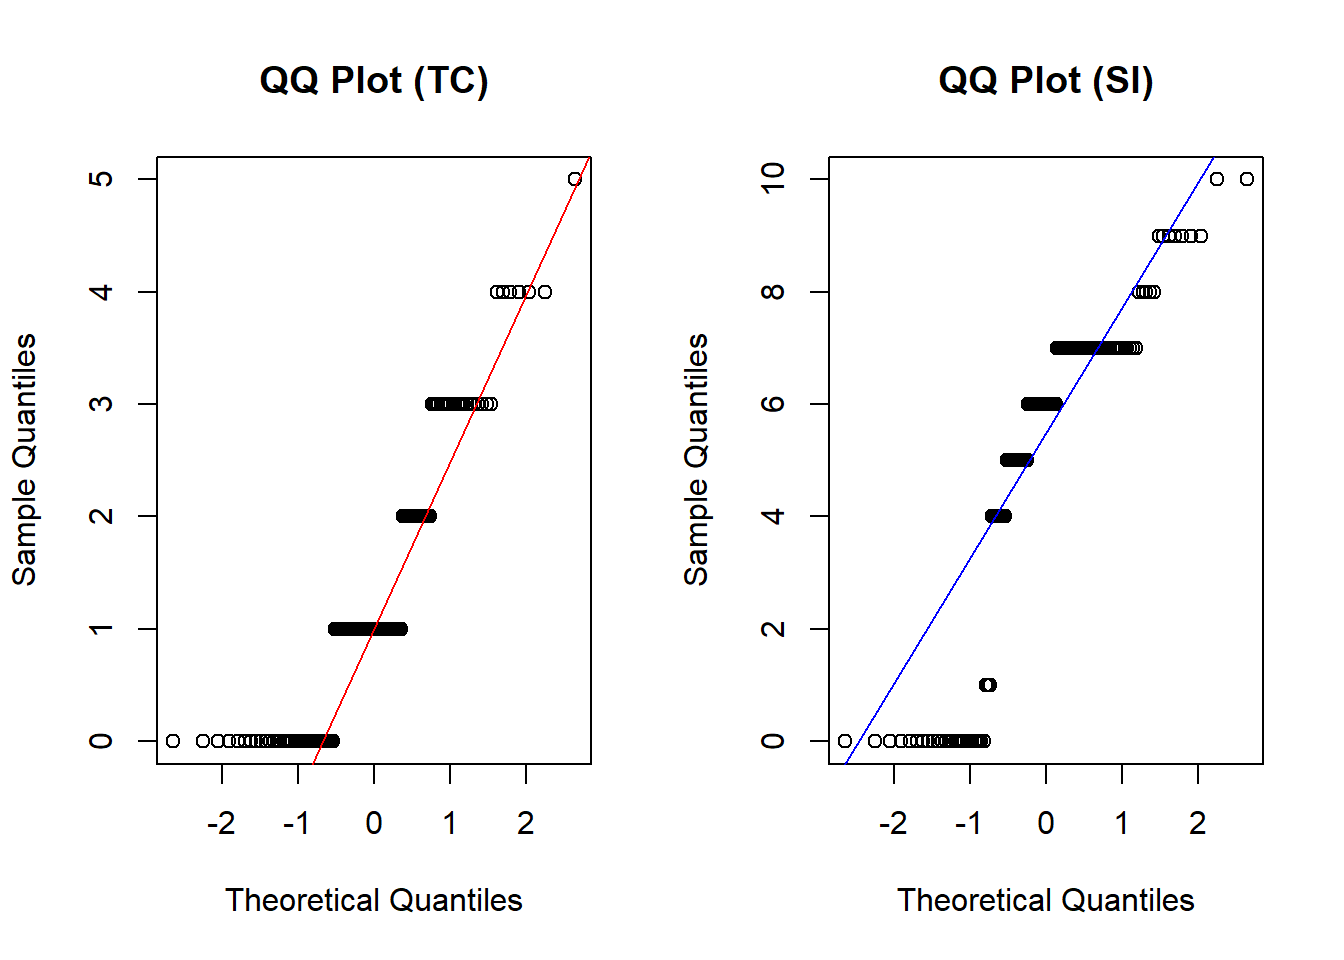 QQ Plot (TC)
Sample Quantiles
5
4
3
2
1
0
-2 -1 0 1 2
Theoretical Quantiles
QQ Plot (SI)
Sample Quantiles
10
8
6
4
2
0
-2 -1 0 1 2
Theoretical Quantiles